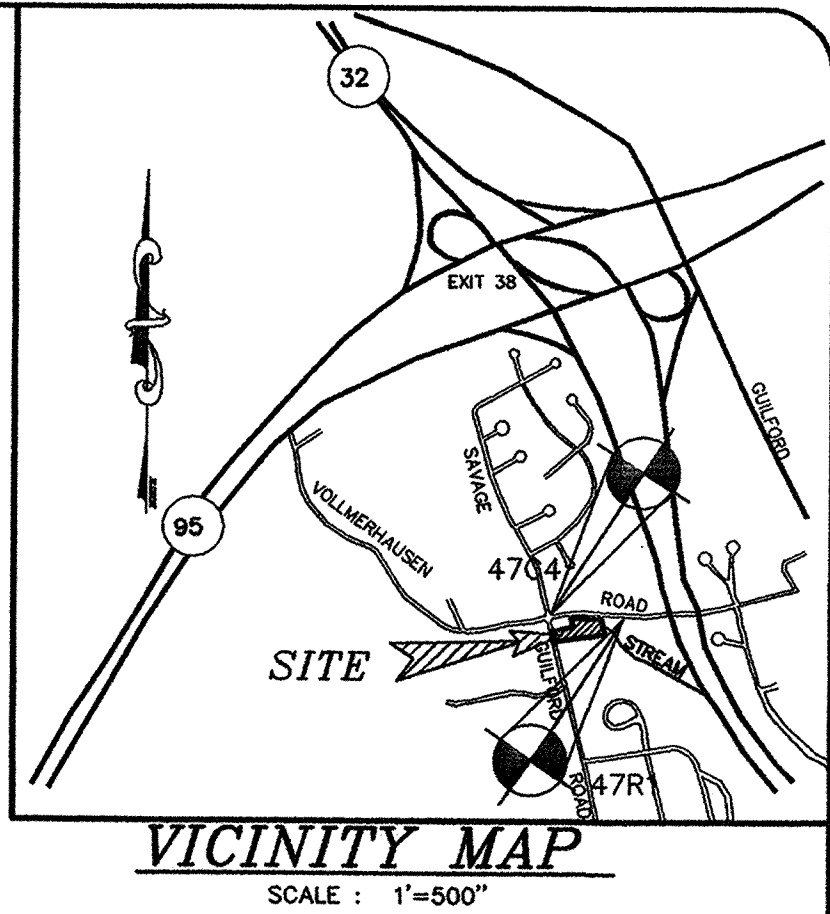 32
EXIT 38
GUILFORD
SAVAGE
VOLLMERHAUSEN
95
47C4
ROAD
SITE
GUILFORD
STREAM
ROAD
47R1
VICINITY MAP
SCALE : 1'=500"